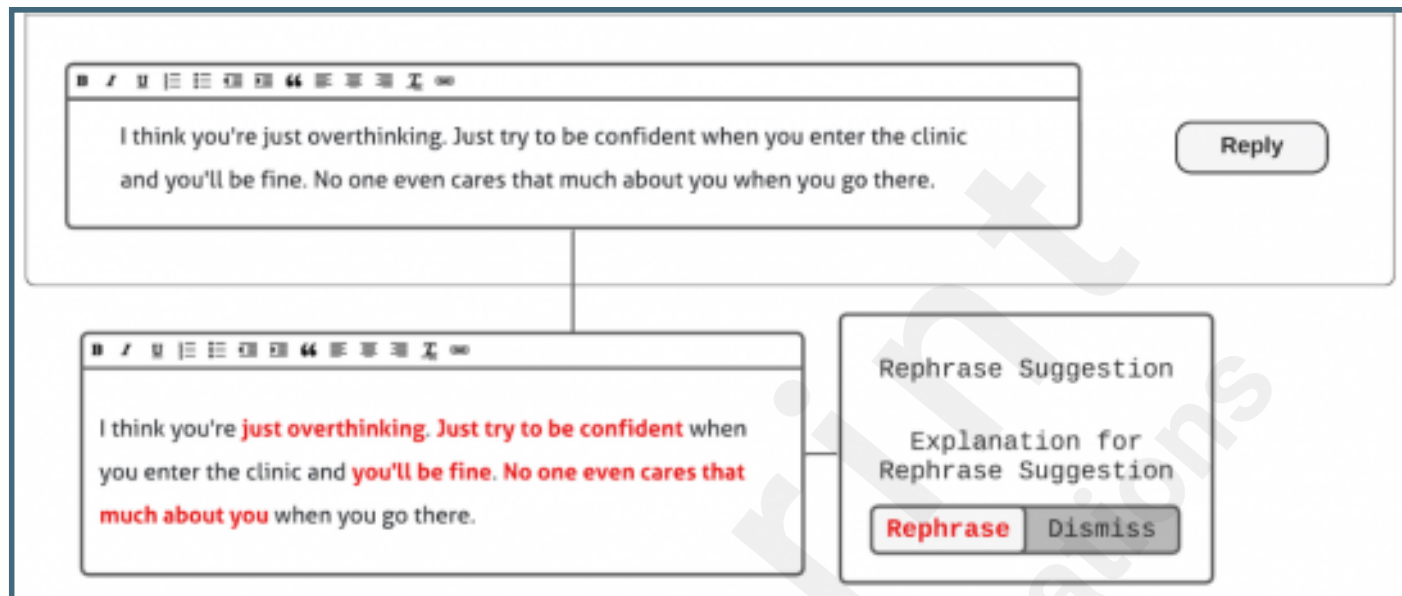 I think you're just overthinking. Just try to be confident when you enter the clinic
and you'll be fine. No one even cares that much about you when you go there.
Reply
I think you're just overthinking. Just try to be confident when
you enter the clinic and you'll be fine. No one even cares that
much about you when you go there.
Rephrase Suggestion
Explanation for
Rephrase Suggestion
Rephrase Dismiss